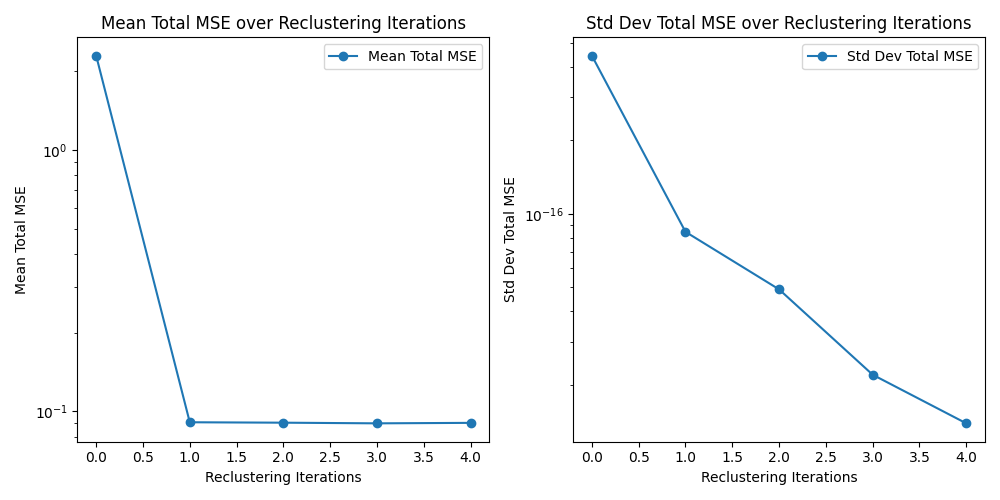 Mean Total MSE over Reclustering Iterations
Mean Total MSE
10^0
10^-1
Mean Total MSE
0.0 0.5 1.0 1.5 2.0 2.5 3.0 3.5 4.0
Reclustering Iterations
Std Dev Total MSE over Reclustering Iterations
Std Dev Total MSE
10^-16
Std Dev Total MSE
0.0 0.5 1.0 1.5 2.0 2.5 3.0 3.5 4.0
Reclustering Iterations